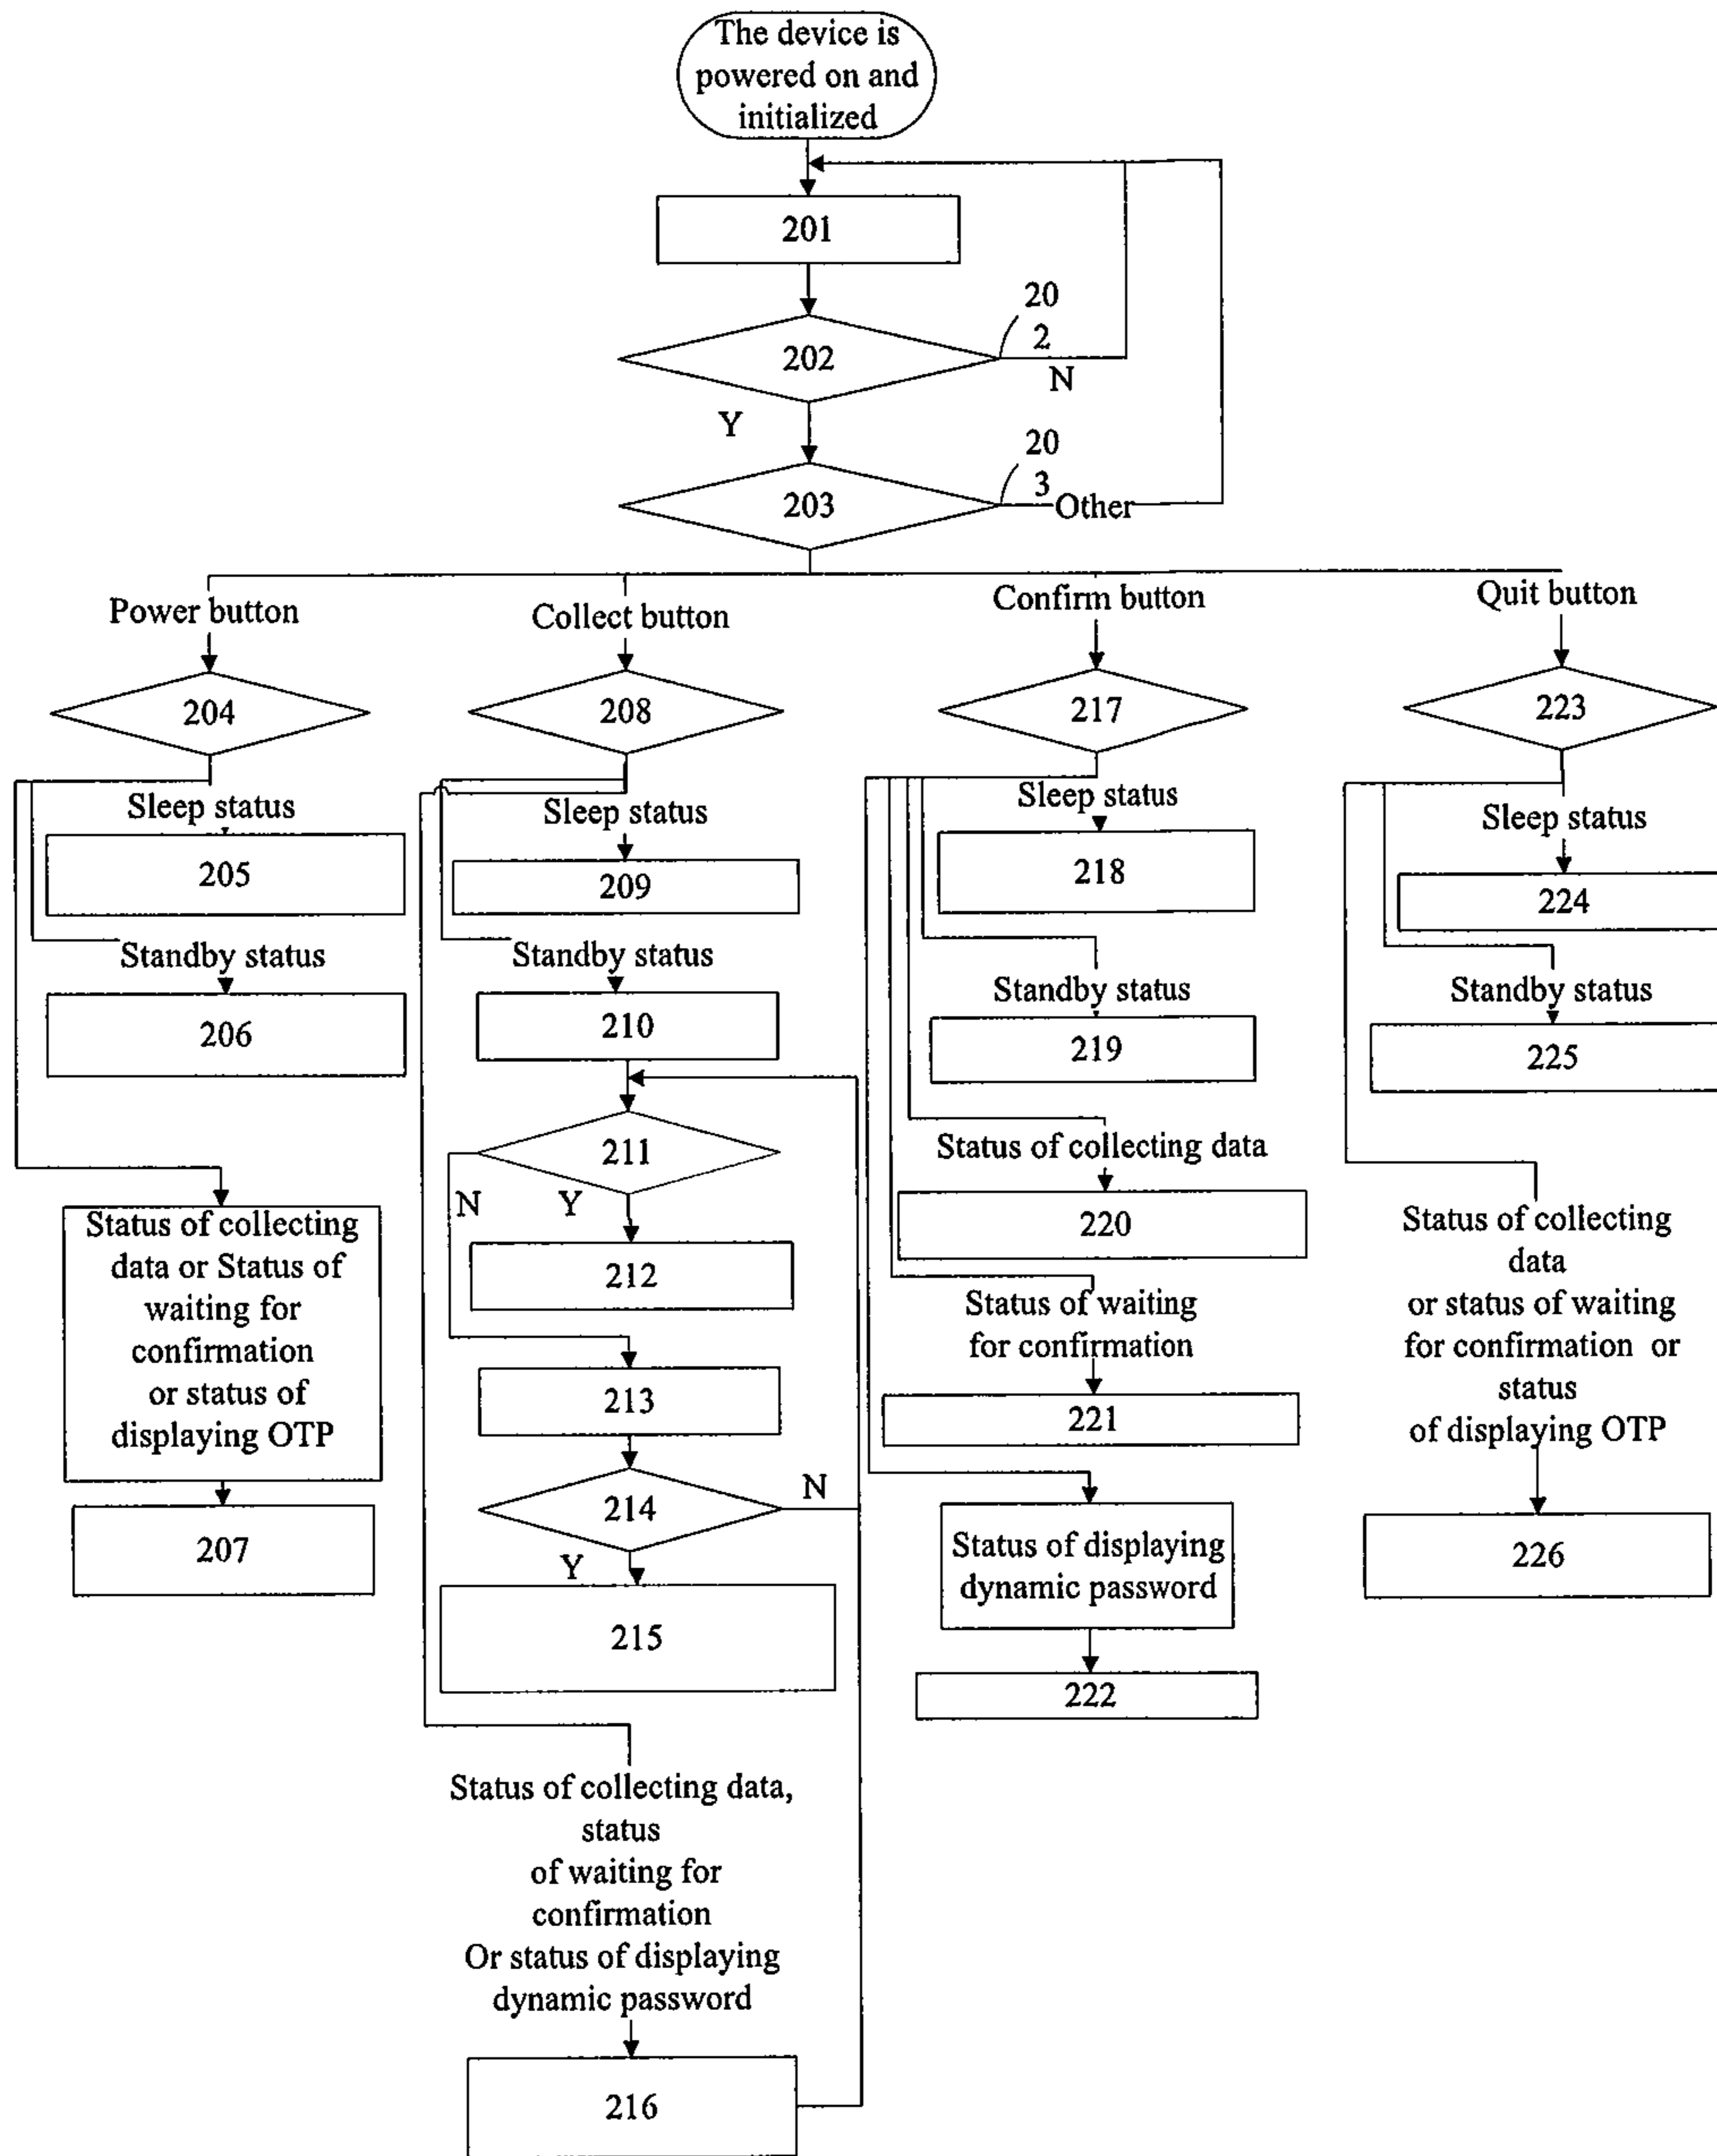 The device is
powered on and
initialized
201
20
2
202
N
Y
20
3
203
Other
Power button
Collect button
Confirm button
Quit button
204
208
217
223
Sleep status
205
Standby status
206
Status of collecting
data or Status of
waiting for
confirmation
or status of
displaying OTP
207
Sleep status
209
Standby status
210
211
N
Y
212
213
214
N
Y
215
Status of collecting data,
status
of waiting for
confirmation
Or status of displaying
dynamic password
216
Sleep status
218
Standby status
219
Status of collecting data
220
Status of waiting
for confirmation
221
Status of displaying
dynamic password
222
Sleep status
224
Standby status
225
Status of collecting
data
or status of waiting
for confirmation or
status
of displaying OTP
226